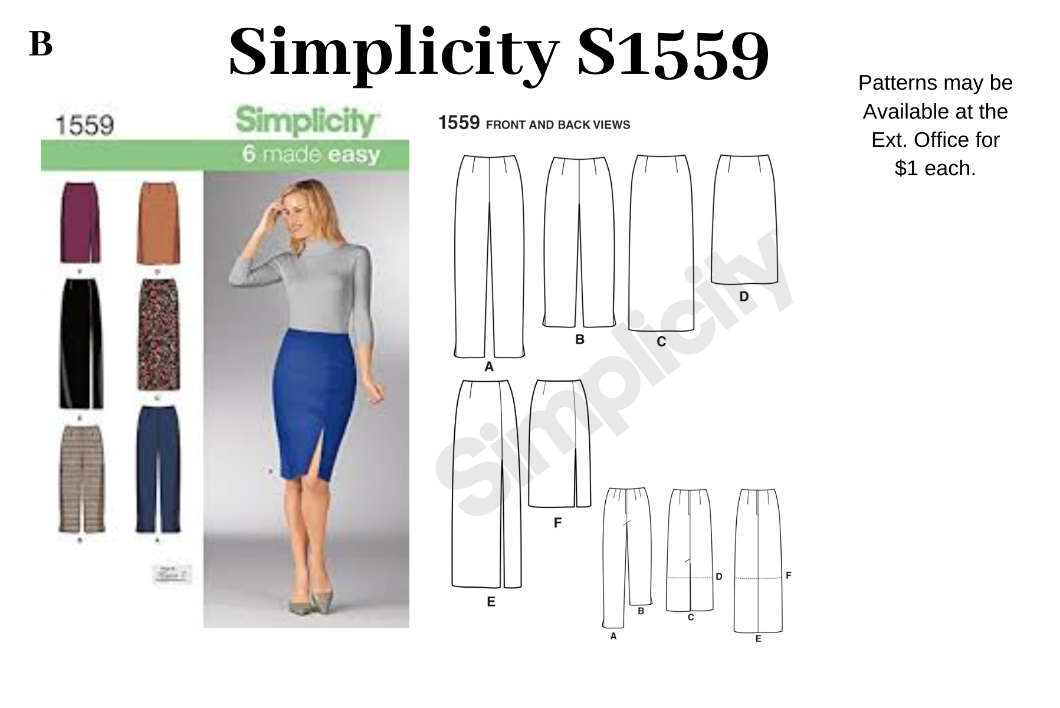 B
Simplicity S1559
Patterns may be
Available at the
Ext. Office for
$1 each.
1559
Simplicity
6 made easy
F
D
E
C
B
A
1559 FRONT AND BACK VIEWS
A
B
C
D
E
F
A
B
C
D
E
F
Simplicity